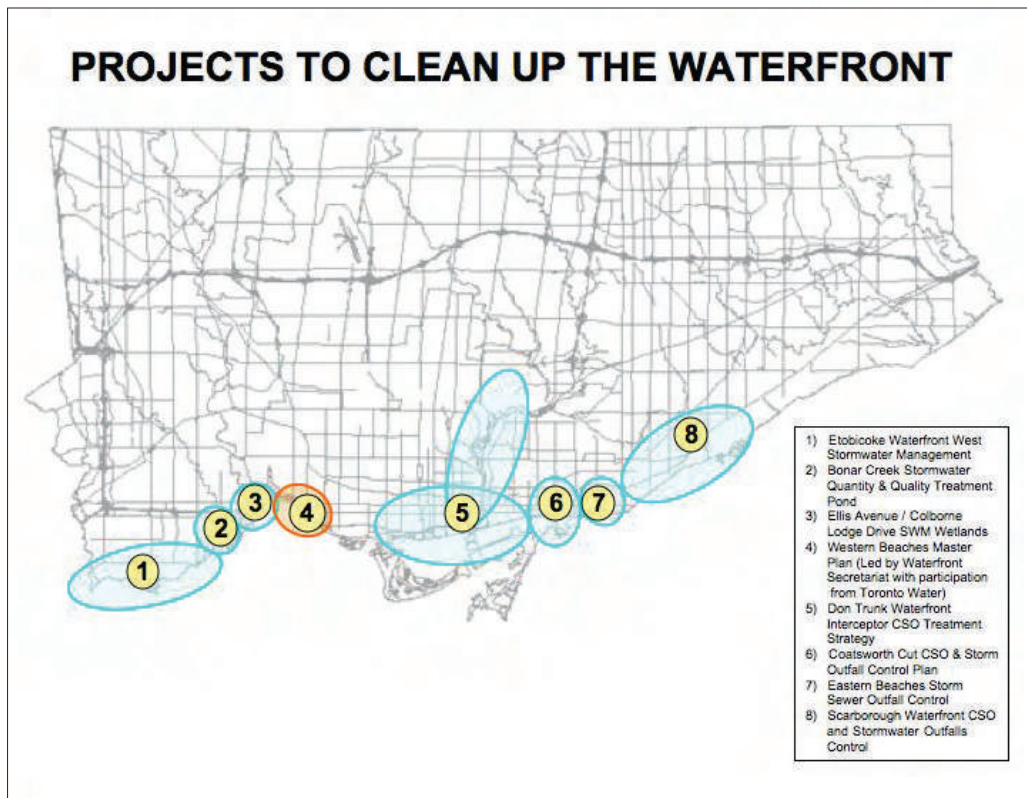 PROJECTS TO CLEAN UP THE WATERFRONT
1
2
3
4
5
6
7
8
1) Etobicoke Waterfront West
Stormwater Management
2) Bonar Creek Stormwater
Quantity & Quality Treatment
Pond
3) Ellis Avenue / Colborne
Lodge Drive SWM Wetlands
4) Western Beaches Master
Plan (Led by Waterfront
Secretariat with participation
from Toronto Water)
5) Don Trunk Waterfront
Interceptor CSO Treatment
Strategy
6) Coatsworth Cut CSO & Storm
Outfall Control Plan
7) Eastern Beaches Storm
Sewer Outfall Control
8) Scarborough Waterfront CSO
and Stormwater Outfalls
Control